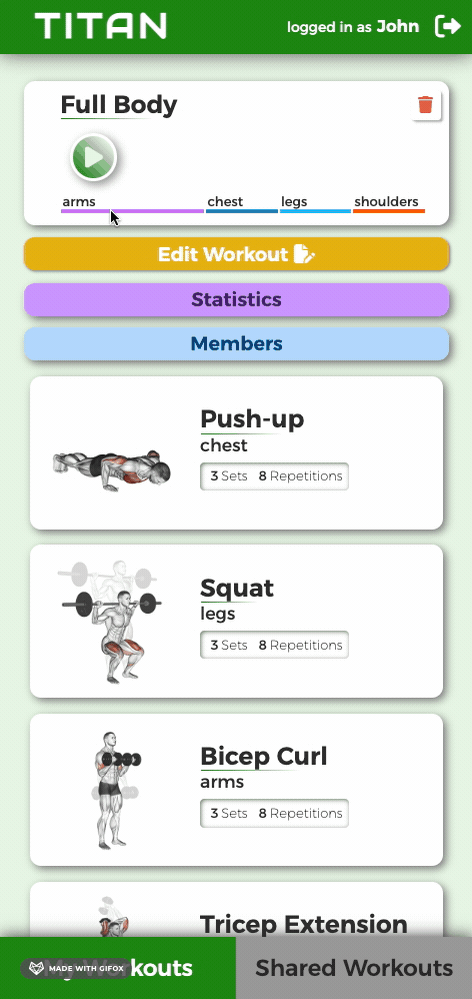 TITAN
logged in as John
Full Body
arms chest legs shoulders
Edit Workout
Statistics
Members
Push-up
chest
3 Sets 8 Repetitions
Squat
legs
3 Sets 8 Repetitions
Bicep Curl
arms
3 Sets 8 Repetitions
Tricep Extension
MADE WITH GIFOX
Shared Workouts